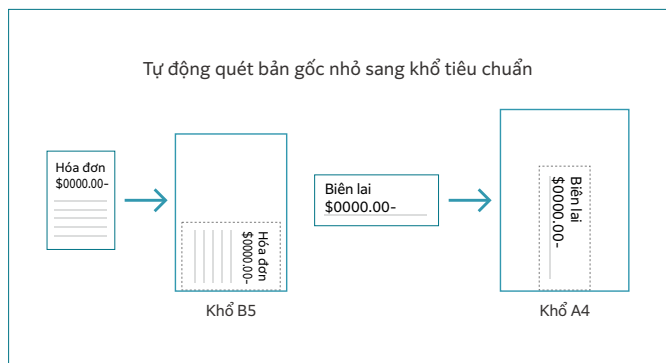 Tự động quét bản gốc nhỏ sang khổ tiêu chuẩn
Hóa đơn
$0000.00-
Hóa đơn
$0000.00-
Khổ B5
Biên lai
$0000.00-
Biên lai
$0000.00-
Khổ A4